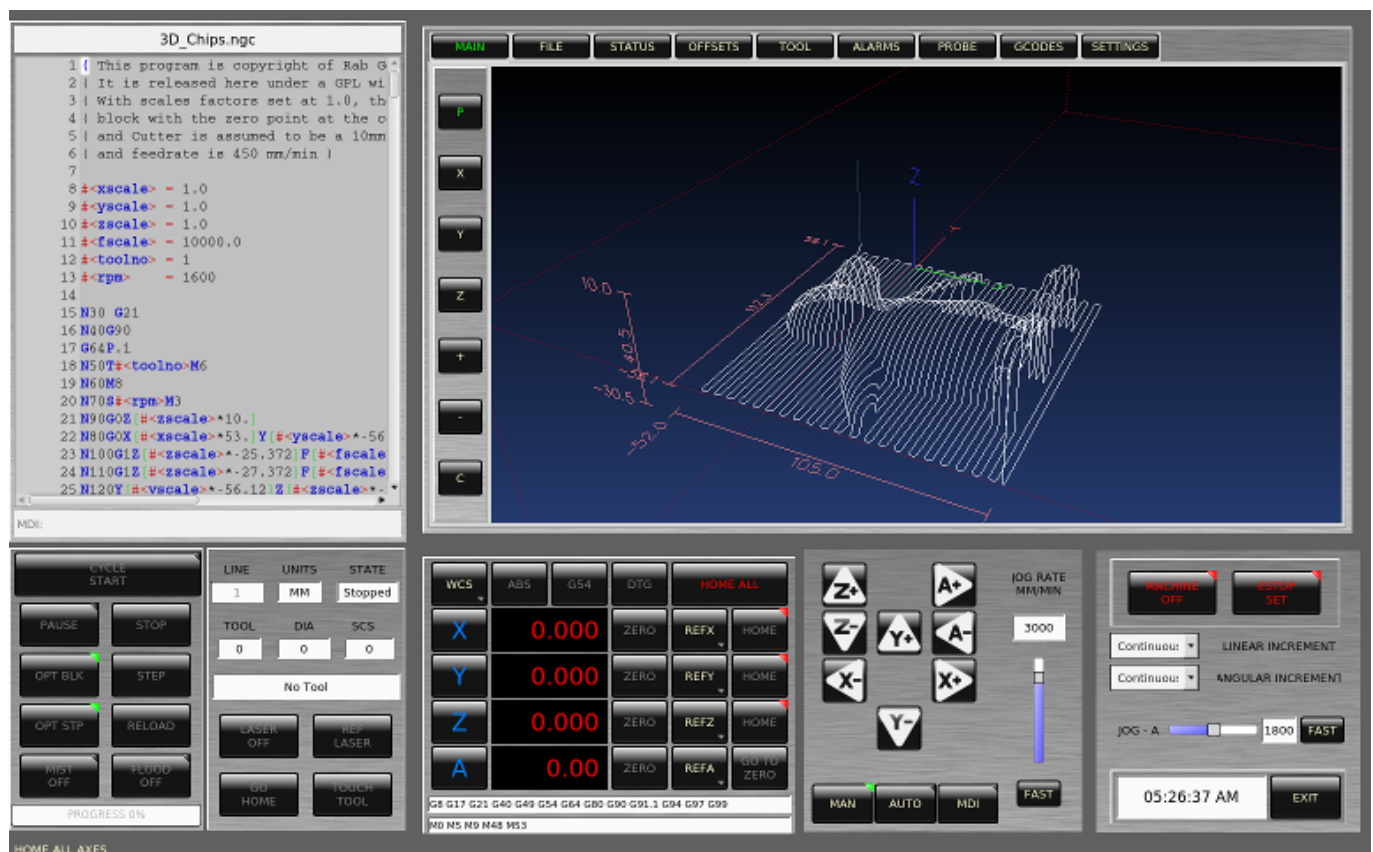 3D_Chips.ngc
1 ( This program is copyright of Rab G
2 ( It is released here under a GPL wi
3 ( With scales factors set at 1.0, th
4 ( block with the zero point at the c
5 ( and Cutter is assumed to be a 10mm
6 ( and feedrate is 450 mm/min )
7
8 #<xscale> = 1.0
9 #<yscale> = 1.0
10 #<zscale> = 1.0
11 #<fscale> = 10000.0
12 #<toolno> = 1
13 #<rpm> = 1600
14
15 N30 G21
16 N40G90
17 G64P.1
18 N50T#<toolno>M6
19 N60M8
20 N70S#<rpm>M3
21 N90G0Z[#<zscale>*10.]
22 N80G0X[#<xscale>*53.]Y[#<yscale>*-56
23 N100G1Z[#<zscale>*-25.372]F[#<fscale
24 N110G1Z[#<zscale>*-27.372]F[#<fscale
25 N120Y[#<yscale>*-56.12]Z[#<zscale>*-
MDI:
MAIN FILE STATUS OFFSETS TOOL ALARMS PROBE GCODES SETTINGS
P
X
Y
Z
+
-
C
Z
Y
10.0
40.5
-30.5
-52.0
105.0
CYCLE
START
PAUSE STOP
OPT BLK STEP
OPT STP RELOAD
MIST
OFF
FLOOD
OFF
PROGRESS 0%
LINE UNITS STATE
1 MM Stopped
TOOL DIA SCS
0 0 0
No Tool
LASER
OFF
REF
LASER
GO
HOME
TOUCH
TOOL
WCS ABS G54 DTG HOME ALL
X 0.000 ZERO REFX HOME
Y 0.000 ZERO REFY HOME
Z 0.000 ZERO REFZ HOME
A 0.00 ZERO REFA GO TO
ZERO
G8 G17 G21 G40 G49 G54 G64 G80 G90 G91.1 G94 G97 G99
M0 M5 M9 M48 M53
Z+ A+
Z- Y+ A-
X- X+
Y-
JOG RATE
MM/MIN
3000
FAST
MAN AUTO MDI
MACHINE
OFF
ESTOP
SET
Continuou: LINEAR INCREMENT
Continuou: ANGULAR INCREMENT
JOG - A 1800 FAST
05:26:37 AM EXIT
HOME ALL AXES